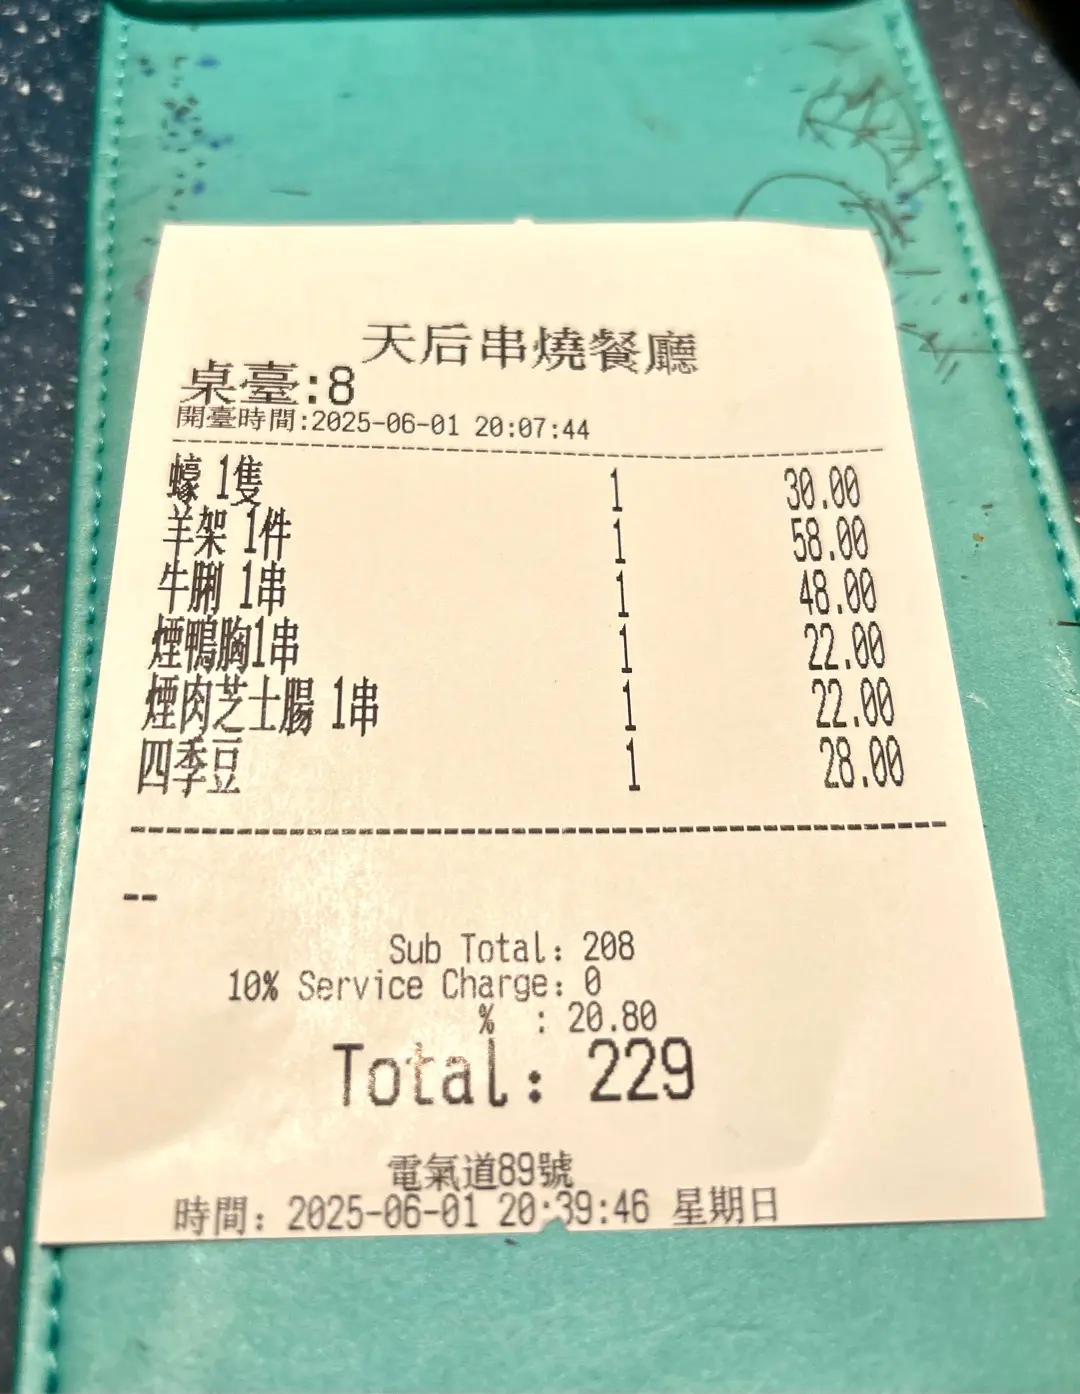 天后串燒餐廳
桌臺:8
開臺時間:2025-06-01 20:07:44
蠔 1隻 1 30.00
羊架 1件 1 58.00
牛脷 1串 1 48.00
煙鴨胸1串 1 22.00
煙肉芝士腸 1串 1 22.00
四季豆 1 28.00
--
Sub Total: 208
10% Service Charge: 0
% : 20.80
Total: 229
電氣道89號
時間: 2025-06-01 20:39:46 星期日